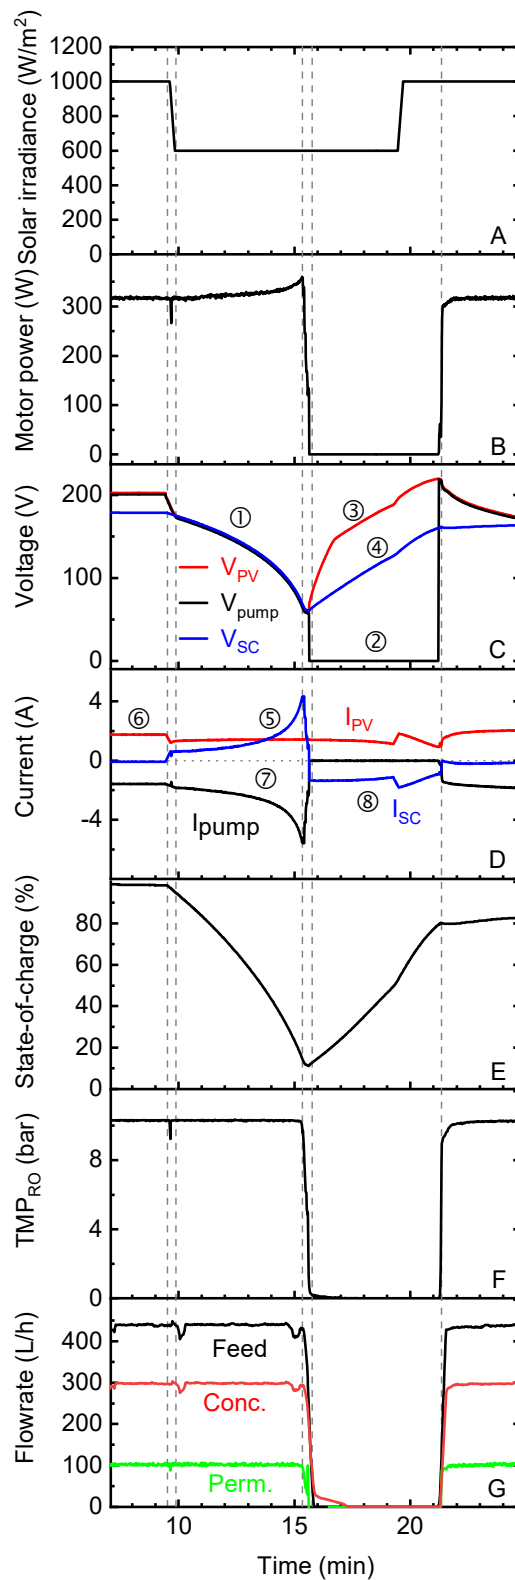 Solar irradiance (W/m²)
1200
1000
800
600
400
200
0
A
Motor power (W)
300
200
100
0
B
Voltage (V)
200
100
0
①
②
③
④
V_PV
V_pump
V_SC
C
Current (A)
4
0
-4
⑥
⑤
⑦
⑧
I_PV
I_pump
I_SC
D
State-of-charge (%)
80
60
40
20
0
E
TMP_RO (bar)
8
4
0
F
Flowrate (L/h)
400
300
200
100
0
Feed
Conc.
Perm.
G
10 15 20
Time (min)